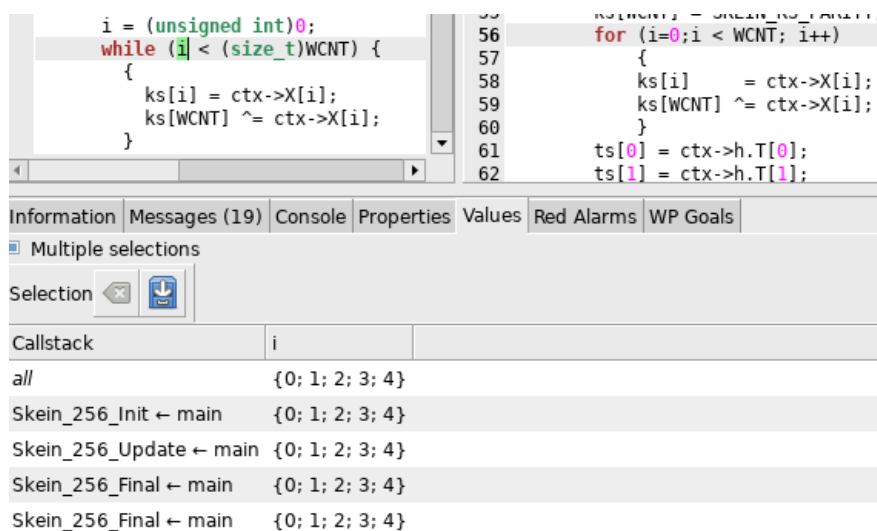 i = (unsigned int)0;
while (i < (size_t)WCNT) {
{
ks[i] = ctx->X[i];
ks[WCNT] ^= ctx->X[i];
}
55 ks[WCNT] = SKEIN_KS_PARITY;
56 for (i=0;i < WCNT; i++)
57 {
58 ks[i] = ctx->X[i];
59 ks[WCNT] ^= ctx->X[i];
60 }
61 ts[0] = ctx->h.T[0];
62 ts[1] = ctx->h.T[1];
Information Messages (19) Console Properties Values Red Alarms WP Goals
Multiple selections
Selection
Callstack i
all {0; 1; 2; 3; 4}
Skein_256_Init ← main {0; 1; 2; 3; 4}
Skein_256_Update ← main {0; 1; 2; 3; 4}
Skein_256_Final ← main {0; 1; 2; 3; 4}
Skein_256_Final ← main {0; 1; 2; 3; 4}